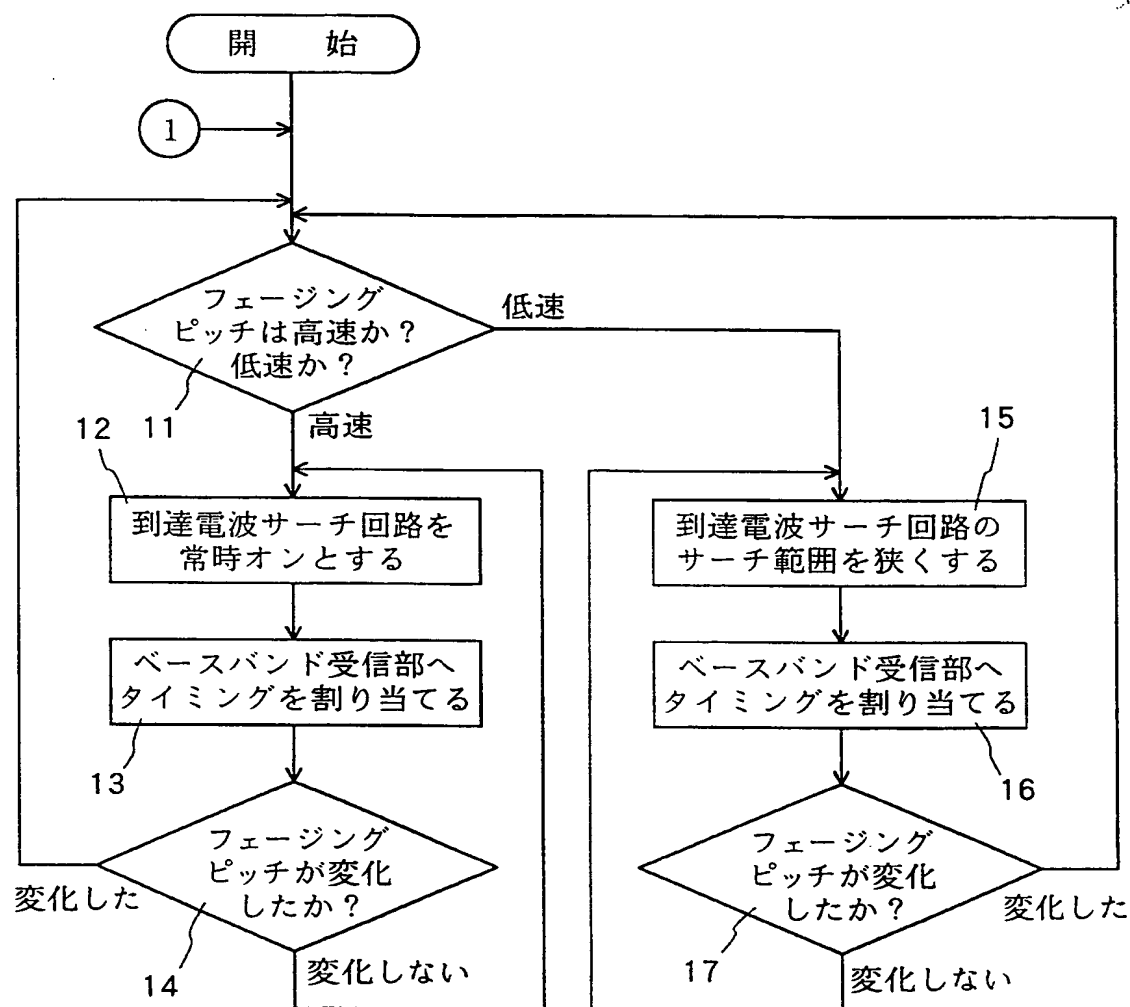 開 始
1
フェージング
ピッチは高速か?
低速か?
11
低速
高速
12
到達電波サーチ回路を
常時オンとする
ベースバンド受信部へ
タイミングを割り当てる
13
フェージング
ピッチが変化
したか?
14
変化した
変化しない
15
到達電波サーチ回路の
サーチ範囲を狭くする
ベースバンド受信部へ
タイミングを割り当てる
16
フェージング
ピッチが変化
したか?
17
変化した
変化しない